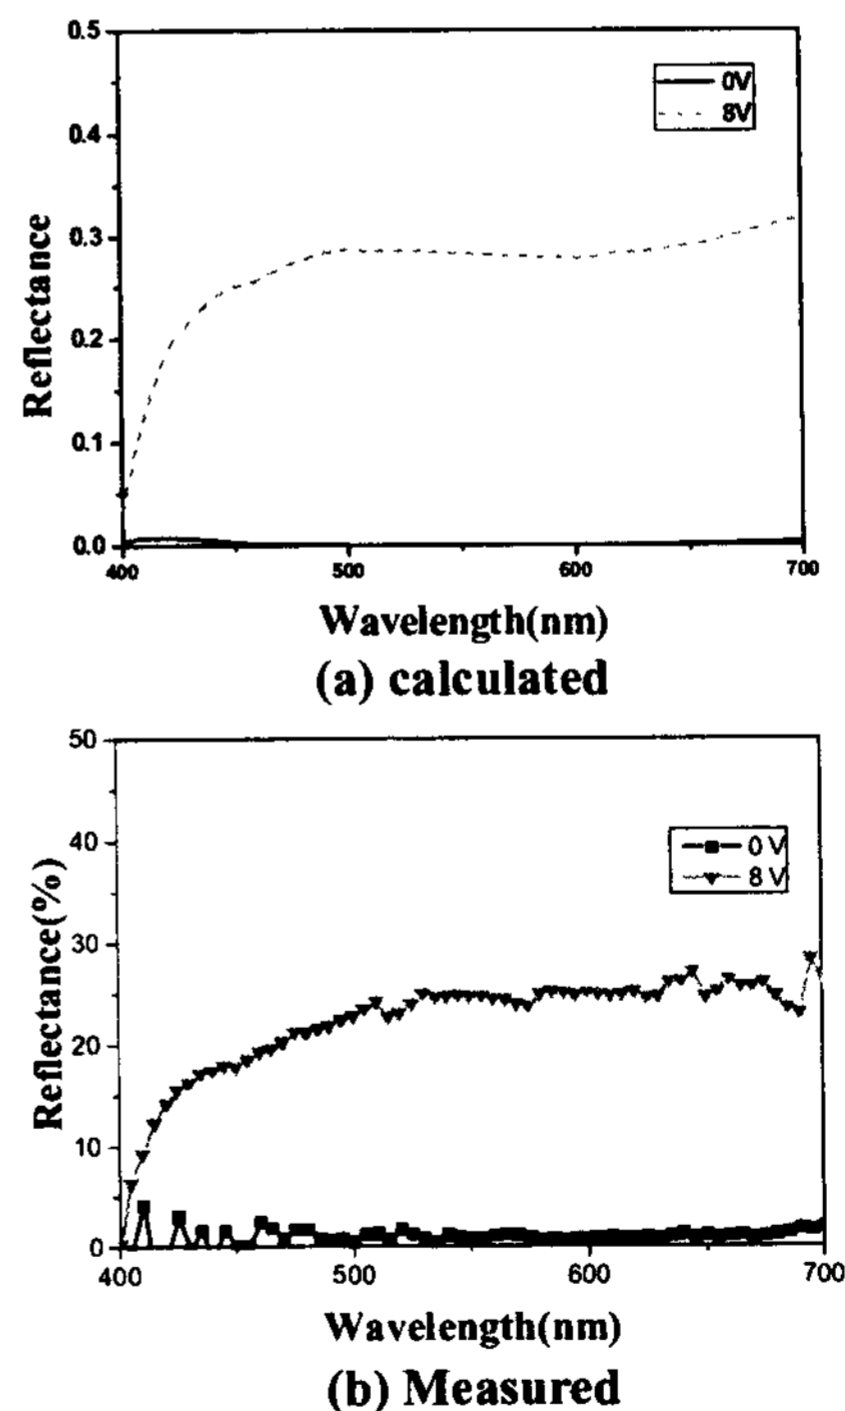 0.5
0V
8V
0.4
0.3
0.2
0.1
0.0
Reflectance
400 500 600 700
Wavelength(nm)
(a) calculated
50
40
0 V
8 V
30
20
10
0
Reflectance(%)
400 500 600 700
Wavelength(nm)
(b) Measured